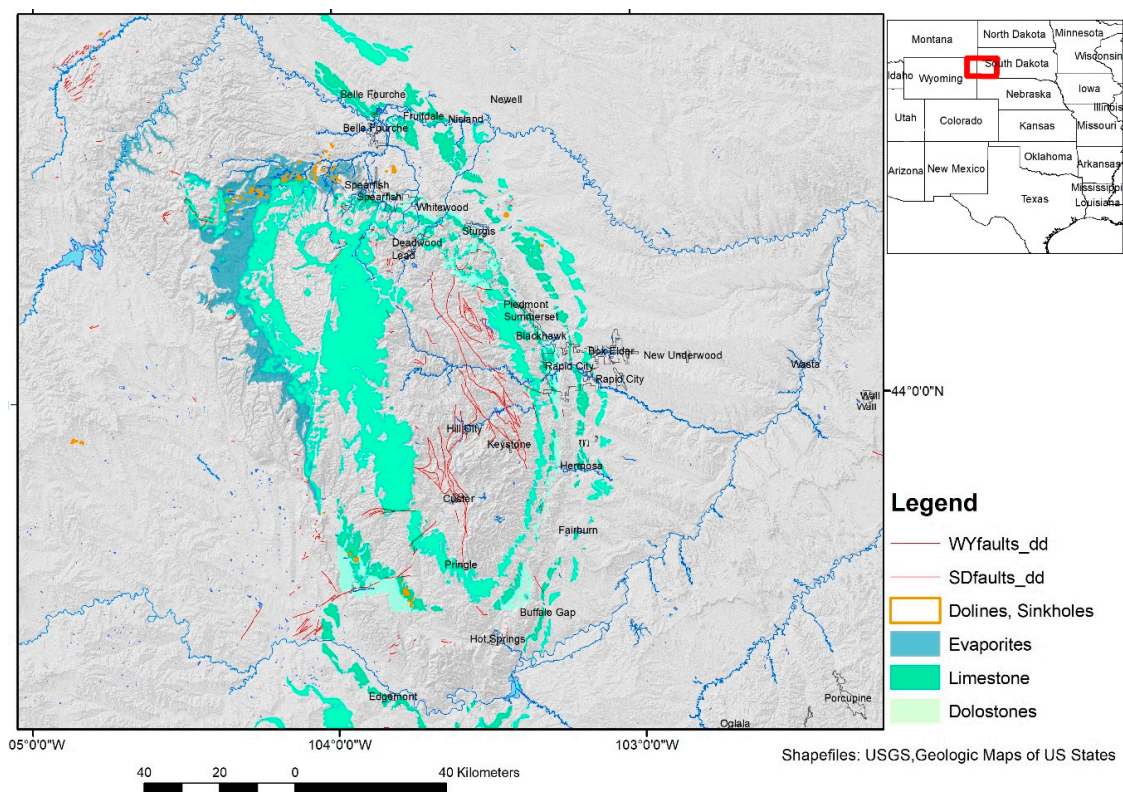 Belle Fourche
Fruitdale
Nisland
Newell
Belle Fourche
Spearfish
Spearfish
Whitewood
Sturgis
Deadwood
Lead
Piedmont
Summerset
Blackhawk
Box Elder
New Underwood
Rapid City
Rapid City
Wasta
Wall
Wall
Hill City
Keystone
Hermosa
Custer
Fairburn
Pringle
Buffalo Gap
Hot Springs
Edgemont
Porcupine
Oglala
44°0'0"N
05°0'0"W
104°0'0"W
103°0'0"W
40 20 0 40 Kilometers
Montana
North Dakota
Minnesota
Idaho
Wyoming
South Dakota
Wisconsin
Nebraska
Iowa
Illinois
Utah
Colorado
Kansas
Missouri
Arizona
New Mexico
Oklahoma
Arkansas
Texas
Mississippi
Louisiana
Legend
WYfaults_dd
SDfaults_dd
Dolines, Sinkholes
Evaporites
Limestone
Dolostones
Shapefiles: USGS,Geologic Maps of US States